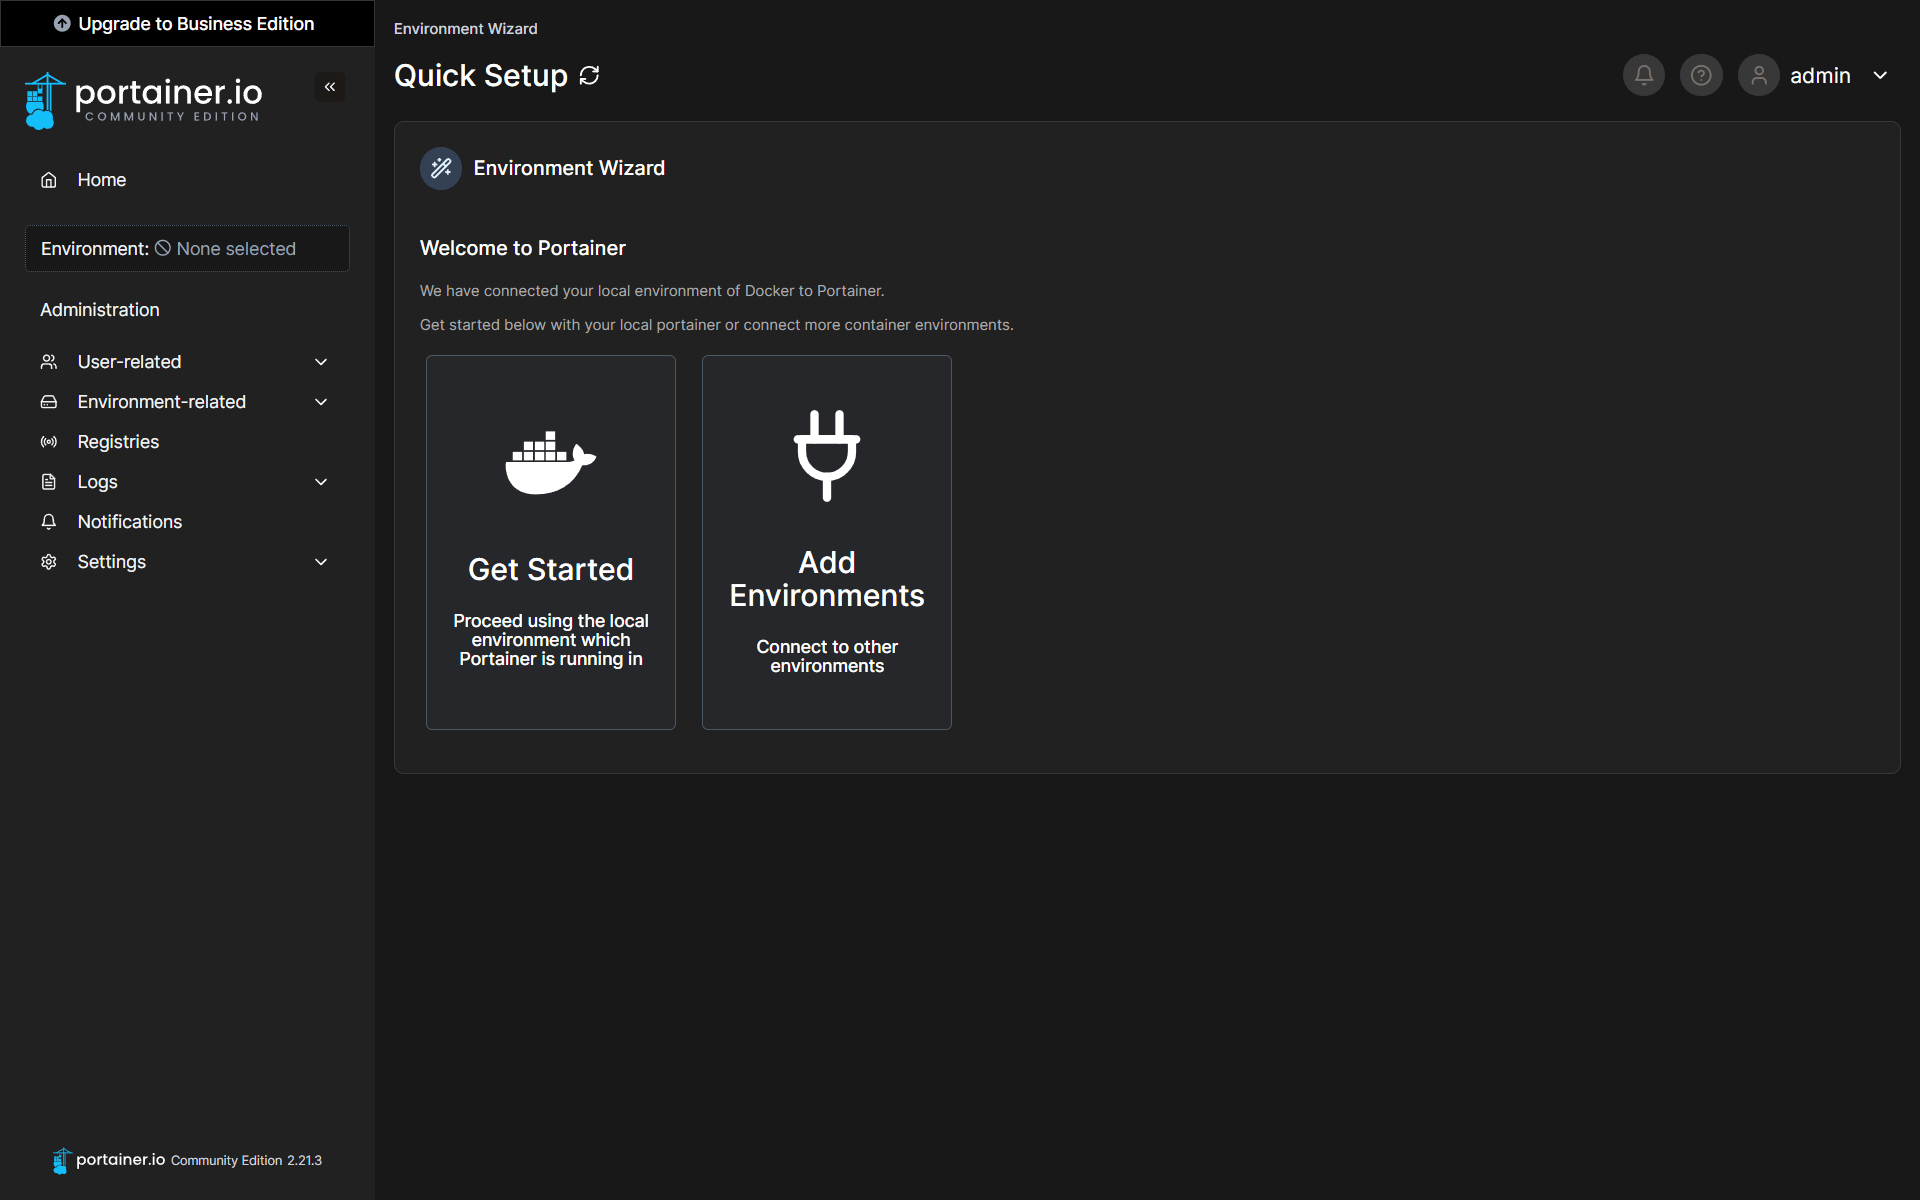 Upgrade to Business Edition
portainer.io
COMMUNITY EDITION
Home
Environment: None selected
Administration
User-related
Environment-related
Registries
Logs
Notifications
Settings
portainer.io Community Edition 2.21.3
Environment Wizard
Quick Setup
admin
Environment Wizard
Welcome to Portainer
We have connected your local environment of Docker to Portainer.
Get started below with your local portainer or connect more container environments.
Get Started
Proceed using the local
environment which
Portainer is running in
Add
Environments
Connect to other
environments